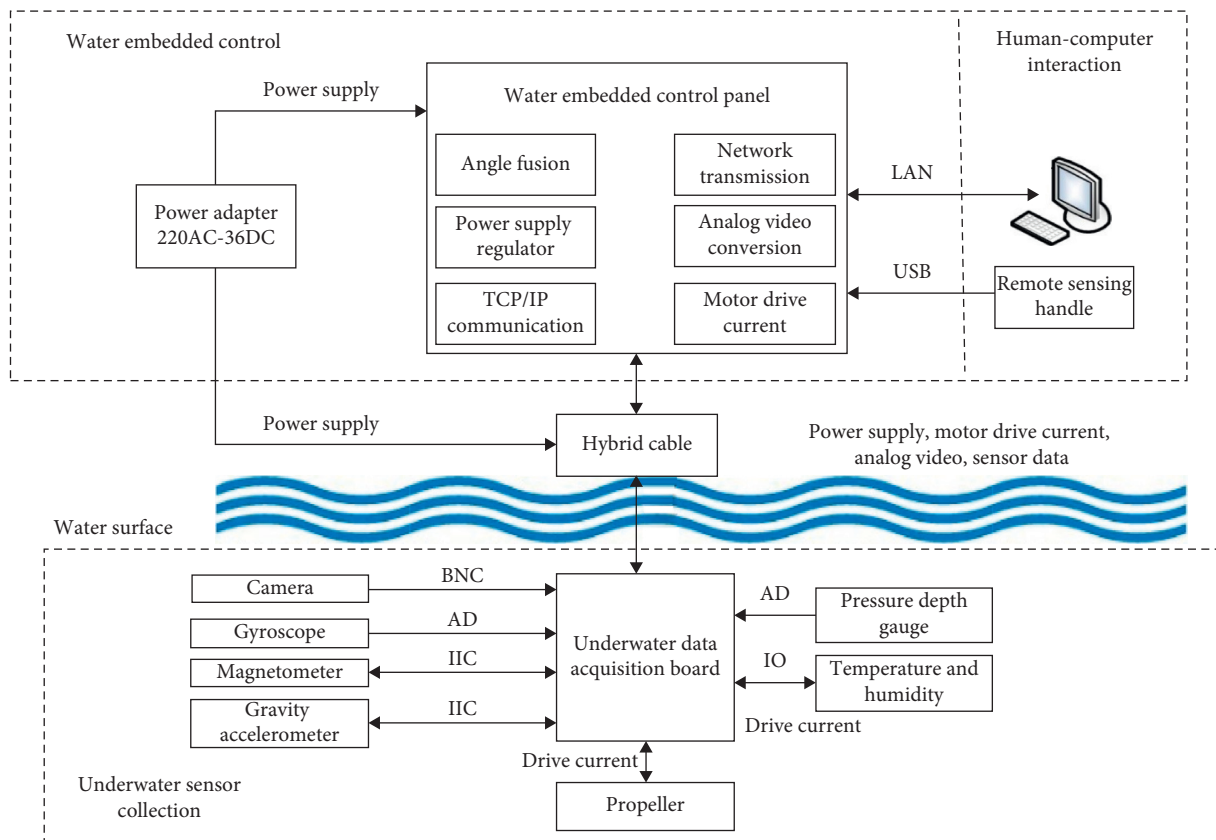 Water embedded control
Human-computer
interaction
Power supply
Water embedded control panel
Angle fusion
Network
transmission
LAN
Power adapter
220AC-36DC
Power supply
regulator
Analog video
conversion
USB
Remote sensing
handle
TCP/IP
communication
Motor drive
current
Power supply
Hybrid cable
Power supply, motor drive current,
analog video, sensor data
Water surface
Camera
BNC
Gyroscope
AD
Magnetometer
IIC
Gravity
accelerometer
IIC
Underwater data
acquisition board
AD
Pressure depth
gauge
IO
Temperature and
humidity
Drive current
Drive current
Propeller
Underwater sensor
collection